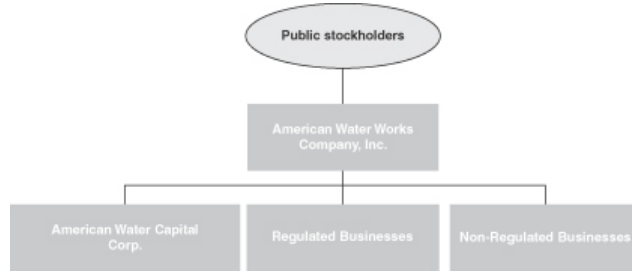 Public stockholders
American Water Works
Company, Inc.
American Water Capital
Corp.
Regulated Businesses
Non-Regulated Businesses